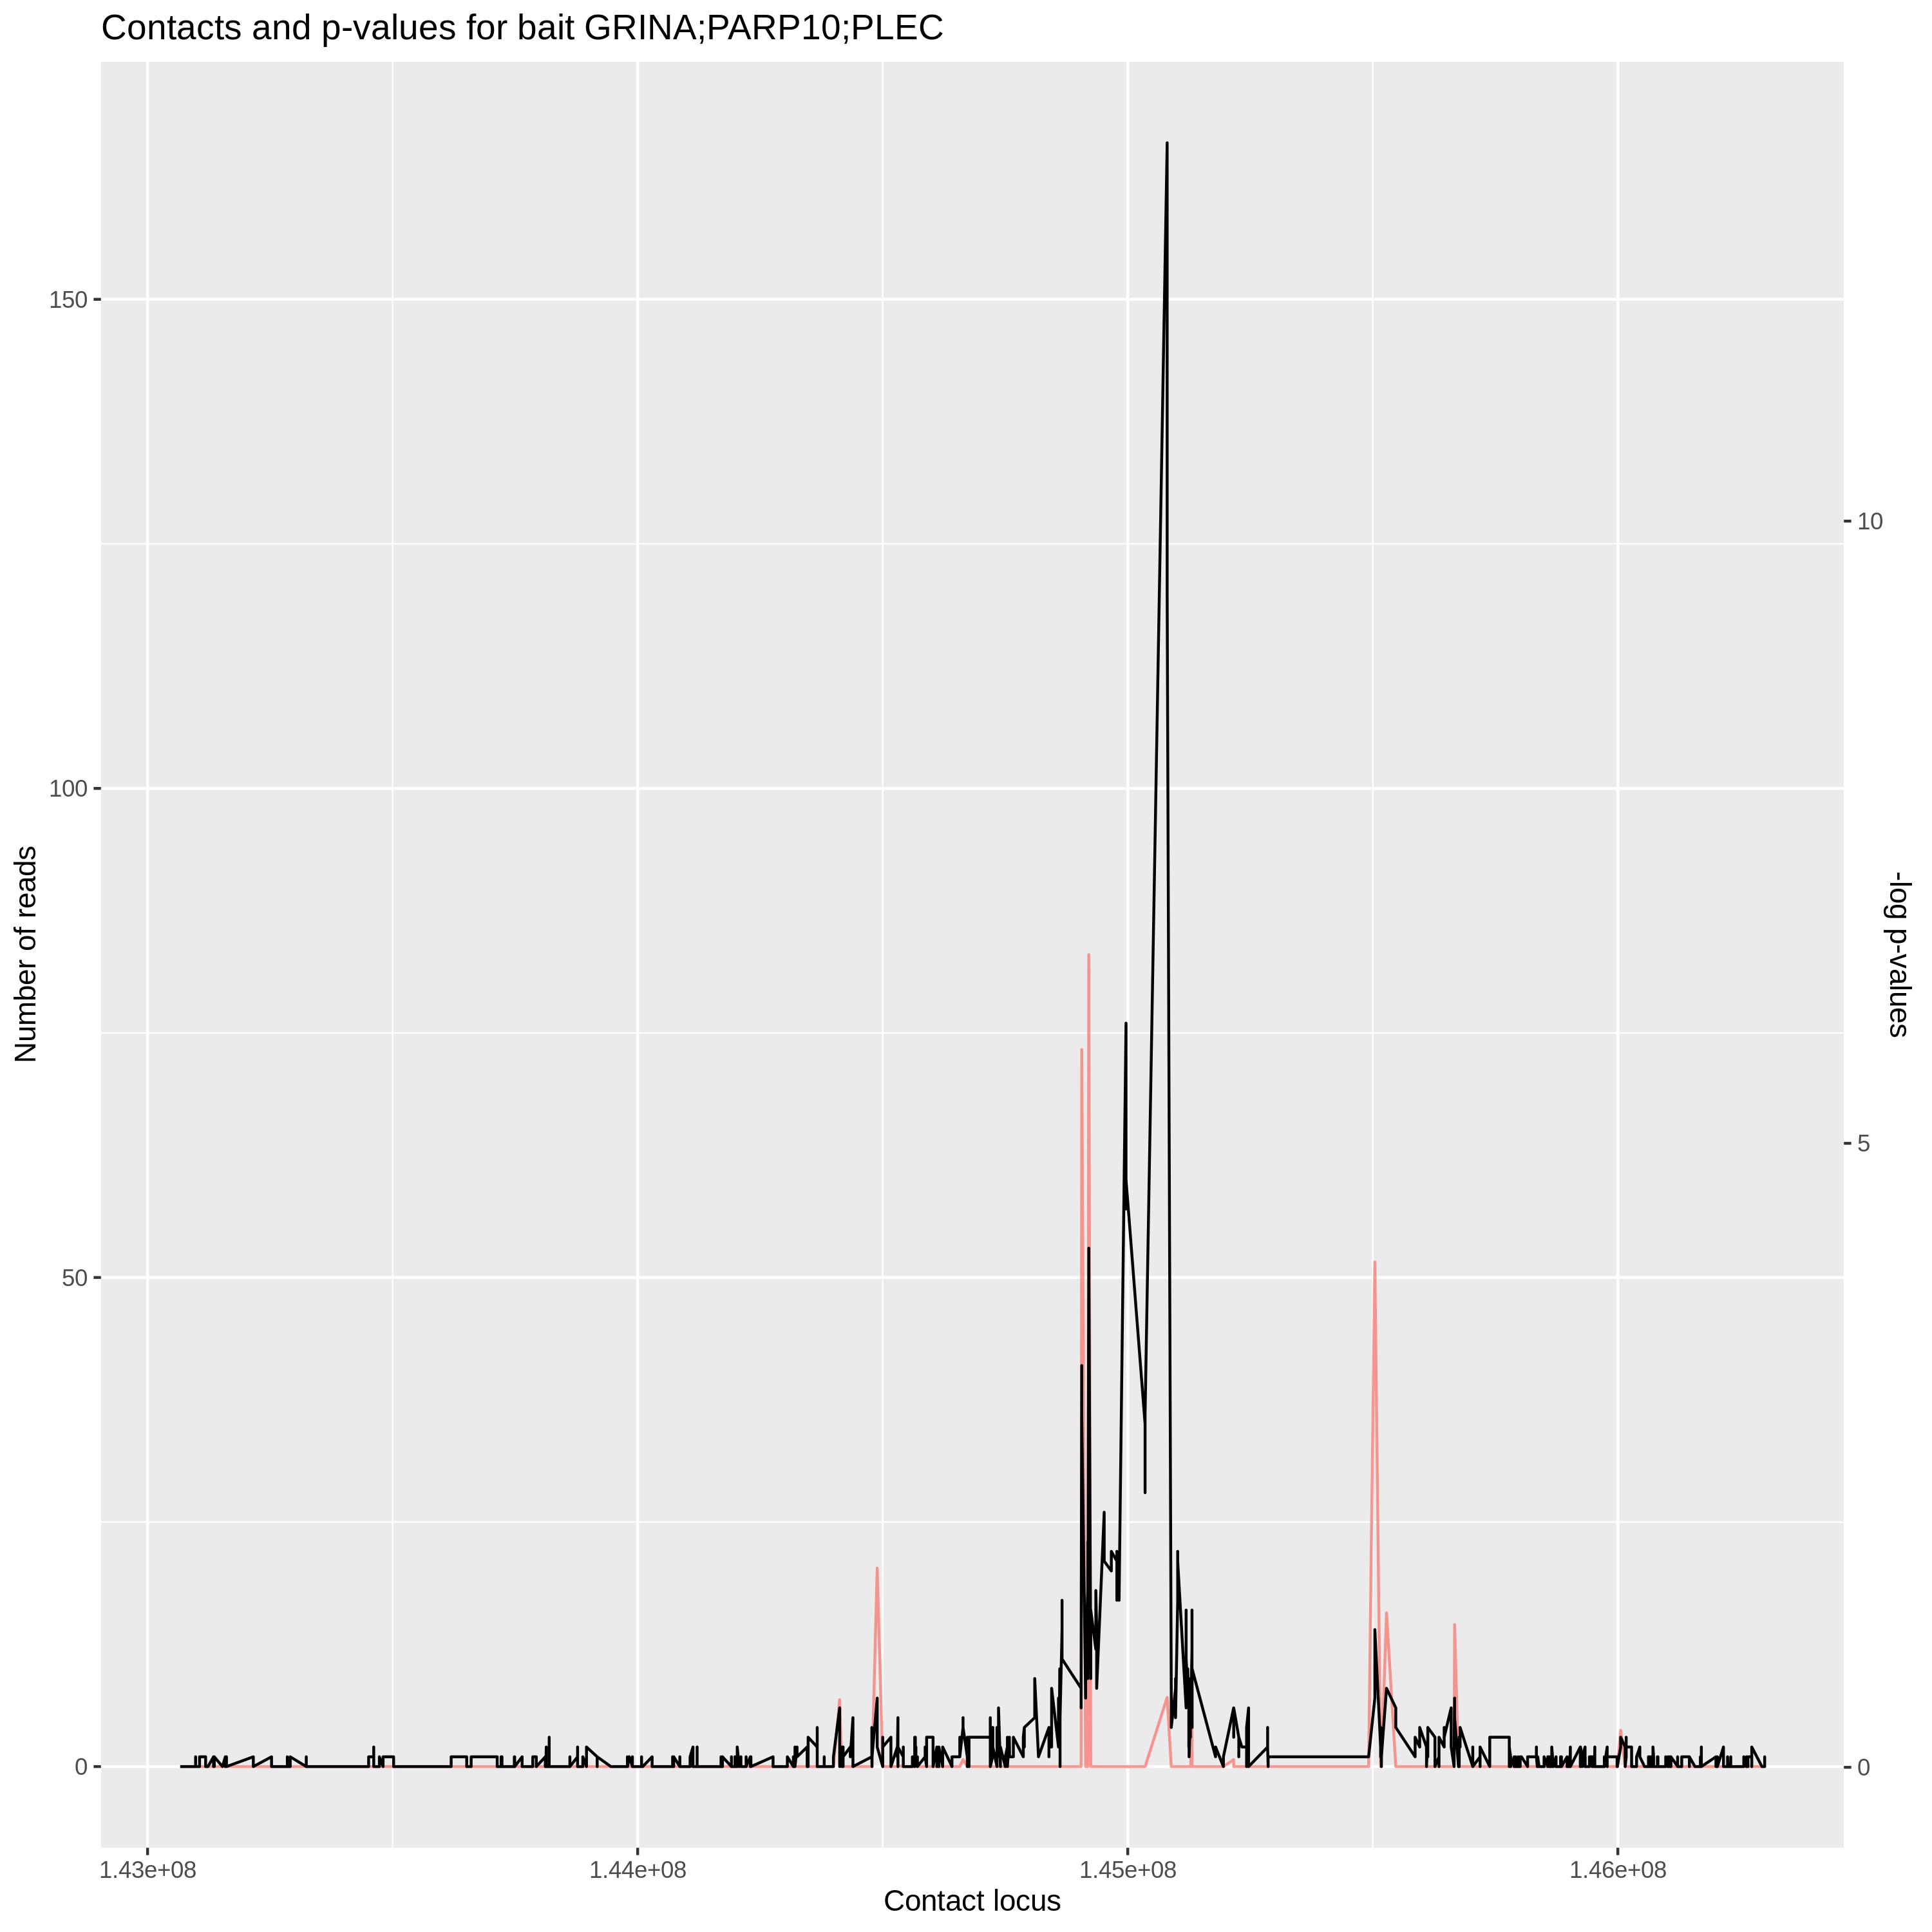 Contacts and p-values for bait GRINA;PARP10;PLEC
150
100
50
0
Number of reads
10
5
0
-log p-values
1.43e+08
1.44e+08
1.45e+08
1.46e+08
Contact locus